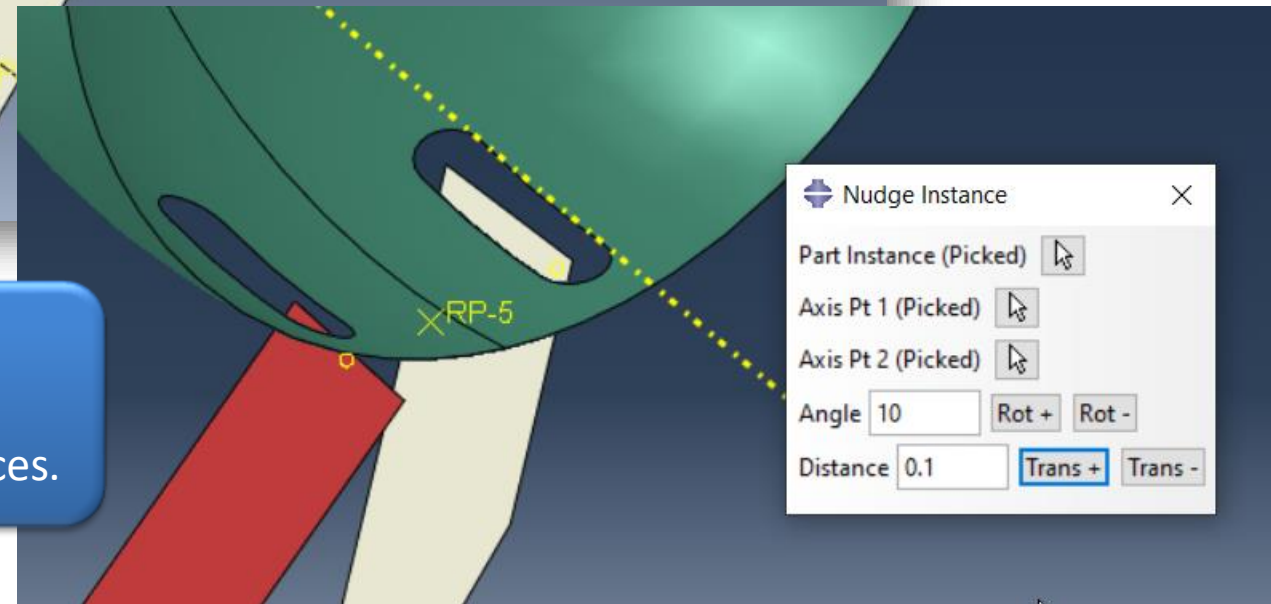 Nudge Instance
Part Instance (Picked)
Axis Pt 1 (Picked)
Axis Pt 2 (Picked)
Angle 10 Rot + Rot -
Distance 0.1 Trans + Trans -
RP-5
ces.